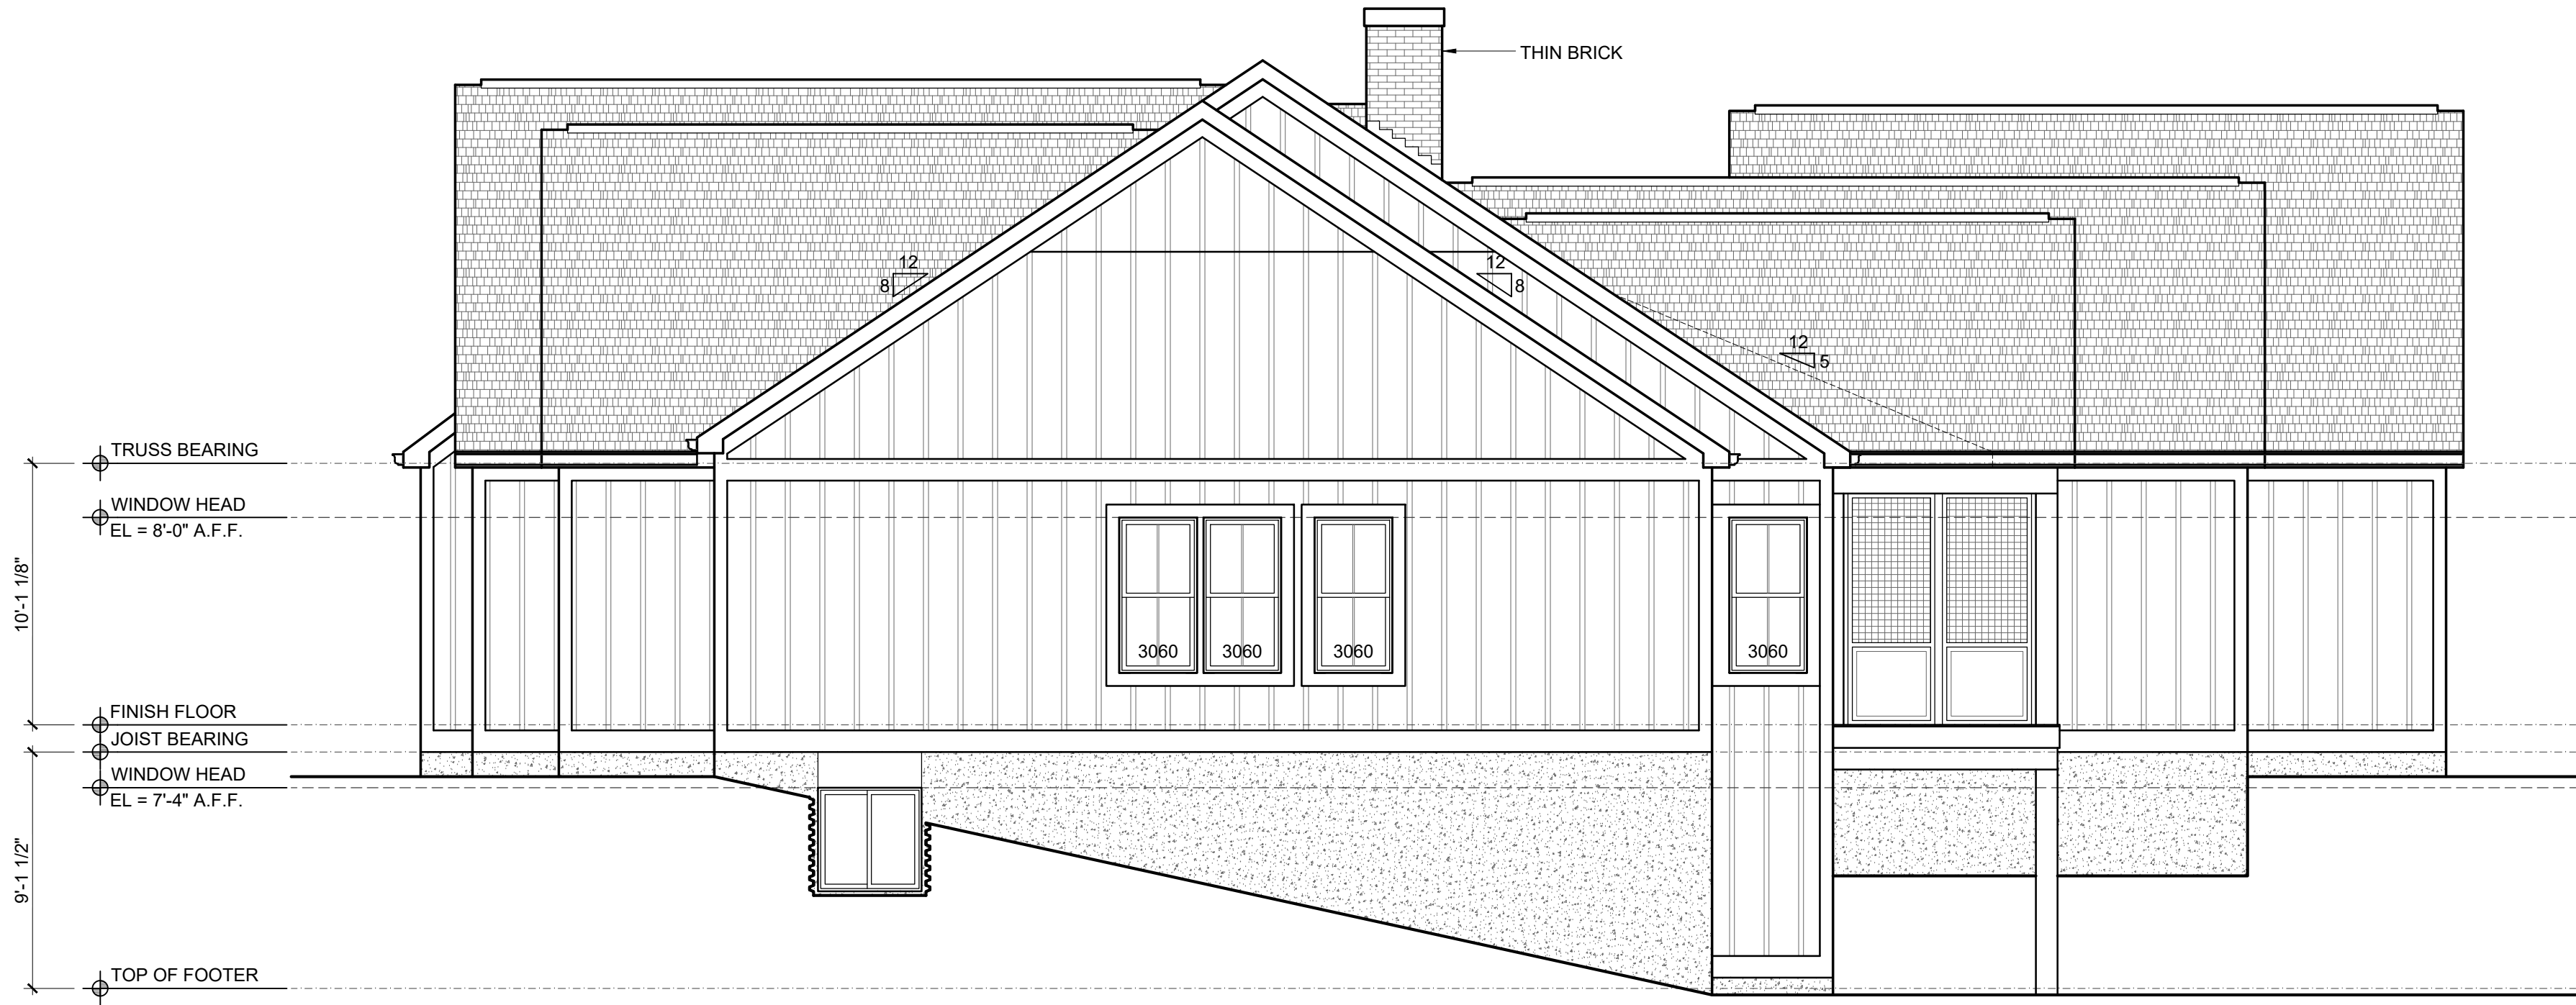 THIN BRICK
12
8
12
8
12
5
TRUSS BEARING
WINDOW HEAD
EL = 8'-0" A.F.F.
10'-1 1/8"
3060
3060
3060
3060
FINISH FLOOR
JOIST BEARING
WINDOW HEAD
EL = 7'-4" A.F.F.
9'-1 1/2"
TOP OF FOOTER